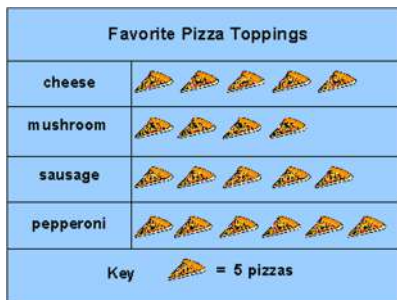 Favorite Pizza Toppings
cheese
mushroom
sausage
pepperoni
Key = 5 pizzas